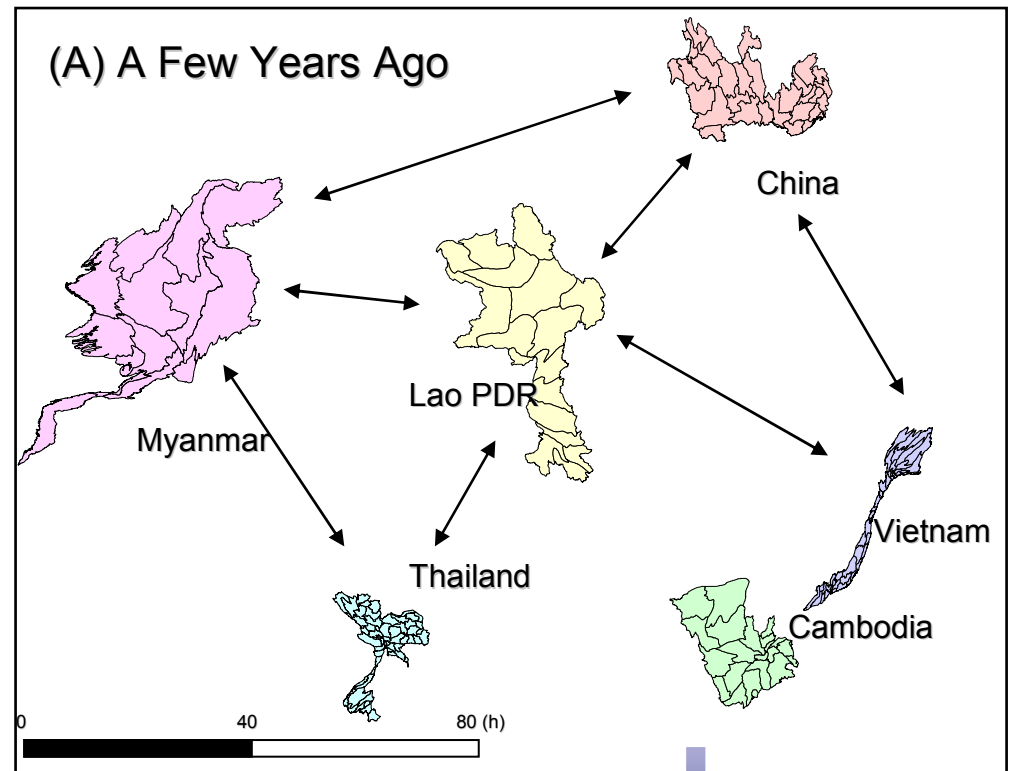 (A) A Few Years Ago
China
Lao PDR
Myanmar
Vietnam
Thailand
Cambodia
0 40 80 (h)